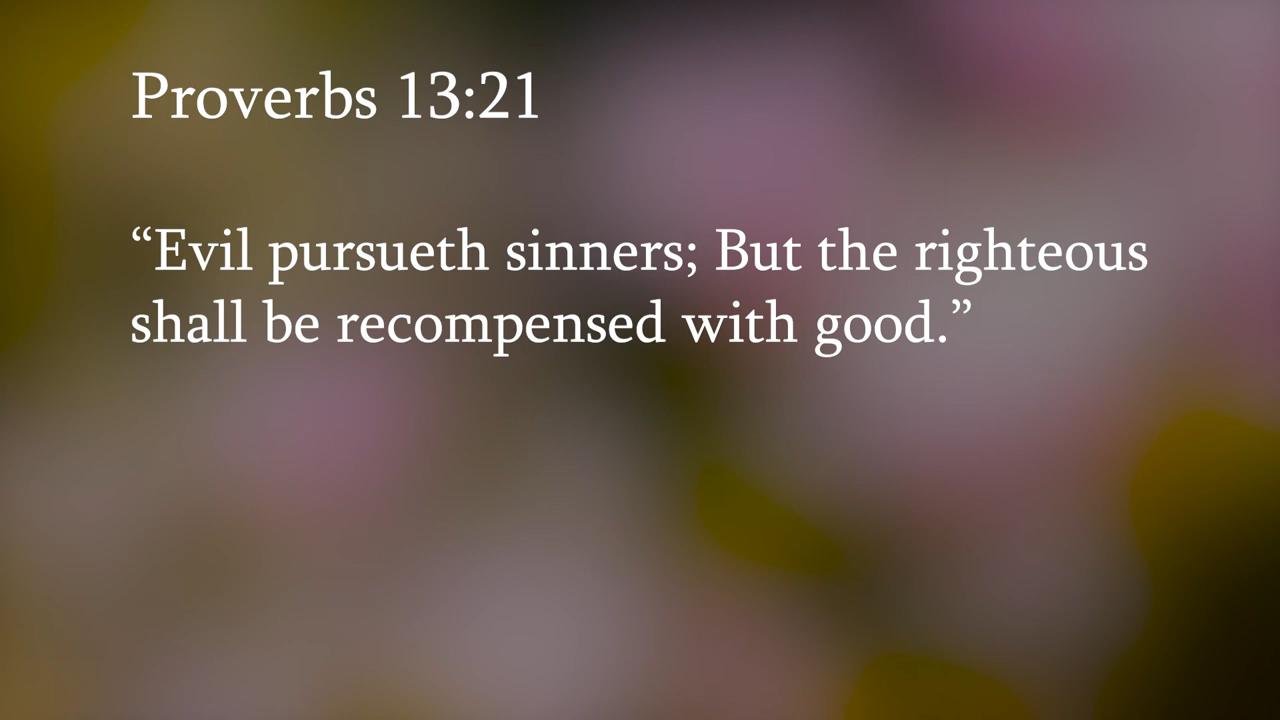 Proverbs 13:21
“Evil pursueth sinners; But the righteous
shall be recompensed with good.”